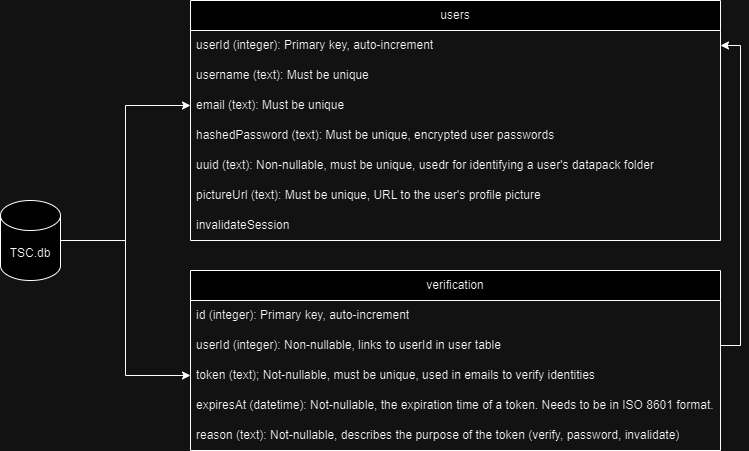 users
userId (integer): Primary key, auto-increment
username (text): Must be unique
email (text): Must be unique
hashedPassword (text): Must be unique, encrypted user passwords
uuid (text): Non-nullable, must be unique, usedr for identifying a user's datapack folder
pictureUrl (text): Must be unique, URL to the user's profile picture
invalidateSession
TSC.db
verification
id (integer): Primary key, auto-increment
userId (integer): Non-nullable, links to userId in user table
token (text); Not-nullable, must be unique, used in emails to verify identities
expiresAt (datetime): Not-nullable, the expiration time of a token. Needs to be in ISO 8601 format.
reason (text): Not-nullable, describes the purpose of the token (verify, password, invalidate)